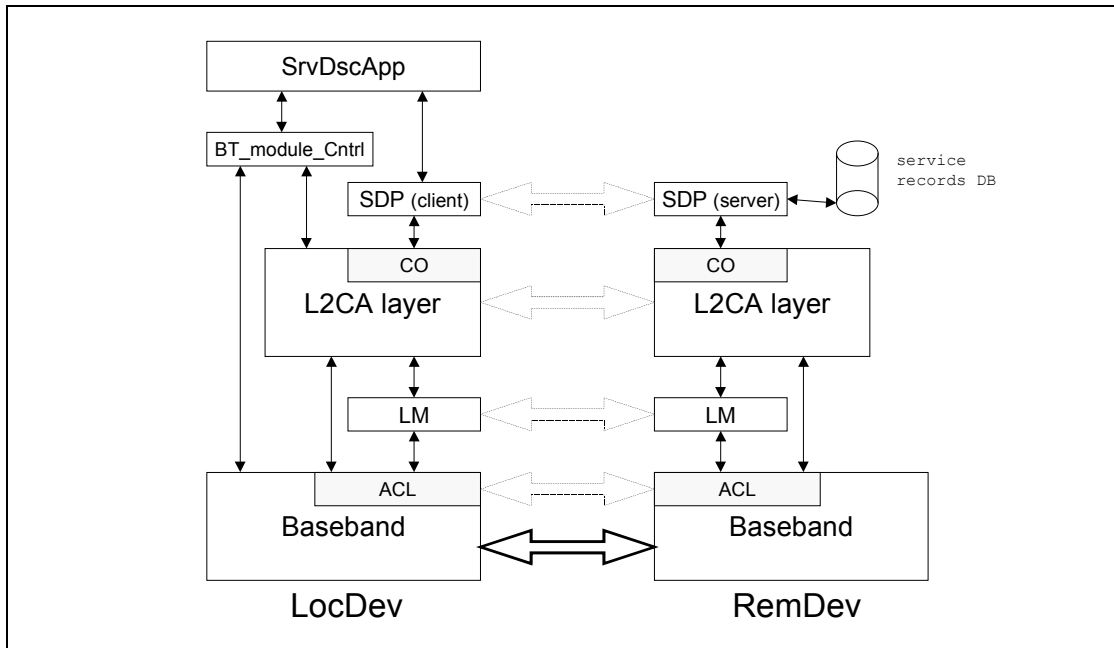 SrvDscApp
BT_module_Cntrl
service
records DB
SDP (client)
SDP (server)
CO
CO
L2CA layer
L2CA layer
LM
LM
ACL
ACL
Baseband
Baseband
LocDev
RemDev